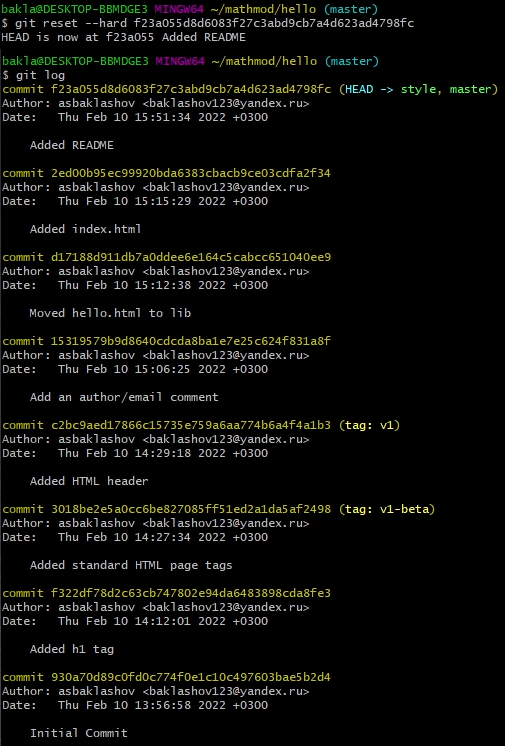 bakla@DESKTOP-BBMDGE3 MINGW64 ~/mathmod/hello (master)
$ git reset --hard f23a055d8d6083f27c3abd9cb7a4d623ad4798fc
HEAD is now at f23a055 Added README
bakla@DESKTOP-BBMDGE3 MINGW64 ~/mathmod/hello (master)
$ git log
commit f23a055d8d6083f27c3abd9cb7a4d623ad4798fc (HEAD -> style, master)
Author: asbaklashov <baklashov123@yandex.ru>
Date:   Thu Feb 10 15:51:34 2022 +0300
Added README
commit 2ed00b95ec99920bda6383cbacb9ce03cdfa2f34
Author: asbaklashov <baklashov123@yandex.ru>
Date:   Thu Feb 10 15:15:29 2022 +0300
Added index.html
commit d17188d911db7a0ddee6e164c5cabcc651040ee9
Author: asbaklashov <baklashov123@yandex.ru>
Date:   Thu Feb 10 15:12:38 2022 +0300
Moved hello.html to lib
commit 15319579b9d8640cdcda8ba1e7e25c624f831a8f
Author: asbaklashov <baklashov123@yandex.ru>
Date:   Thu Feb 10 15:06:25 2022 +0300
Add an author/email comment
commit c2bc9aed17866c15735e759a6aa774b6a4f4a1b3 (tag: v1)
Author: asbaklashov <baklashov123@yandex.ru>
Date:   Thu Feb 10 14:29:18 2022 +0300
Added HTML header
commit 3018be2e5a0cc6be827085ff51ed2a1da5af2498 (tag: v1-beta)
Author: asbaklashov <baklashov123@yandex.ru>
Date:   Thu Feb 10 14:27:34 2022 +0300
Added standard HTML page tags
commit f322df78d2c63cb747802e94da6483898cda8fe3
Author: asbaklashov <baklashov123@yandex.ru>
Date:   Thu Feb 10 14:12:01 2022 +0300
Added h1 tag
commit 930a70d89c0fd0c774f0e1c10c497603bae5b2d4
Author: asbaklashov <baklashov123@yandex.ru>
Date:   Thu Feb 10 13:56:58 2022 +0300
Initial Commit